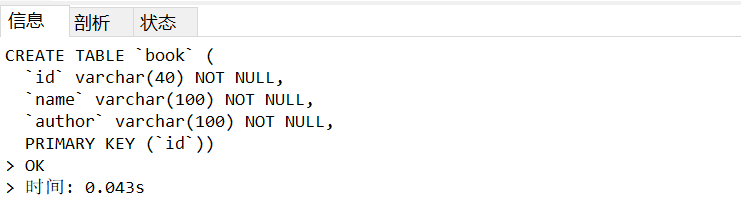 信息 剖析 状态
CREATE TABLE `book` (
  `id` varchar(40) NOT NULL,
  `name` varchar(100) NOT NULL,
  `author` varchar(100) NOT NULL,
  PRIMARY KEY (`id`))
> OK
> 时间: 0.043s